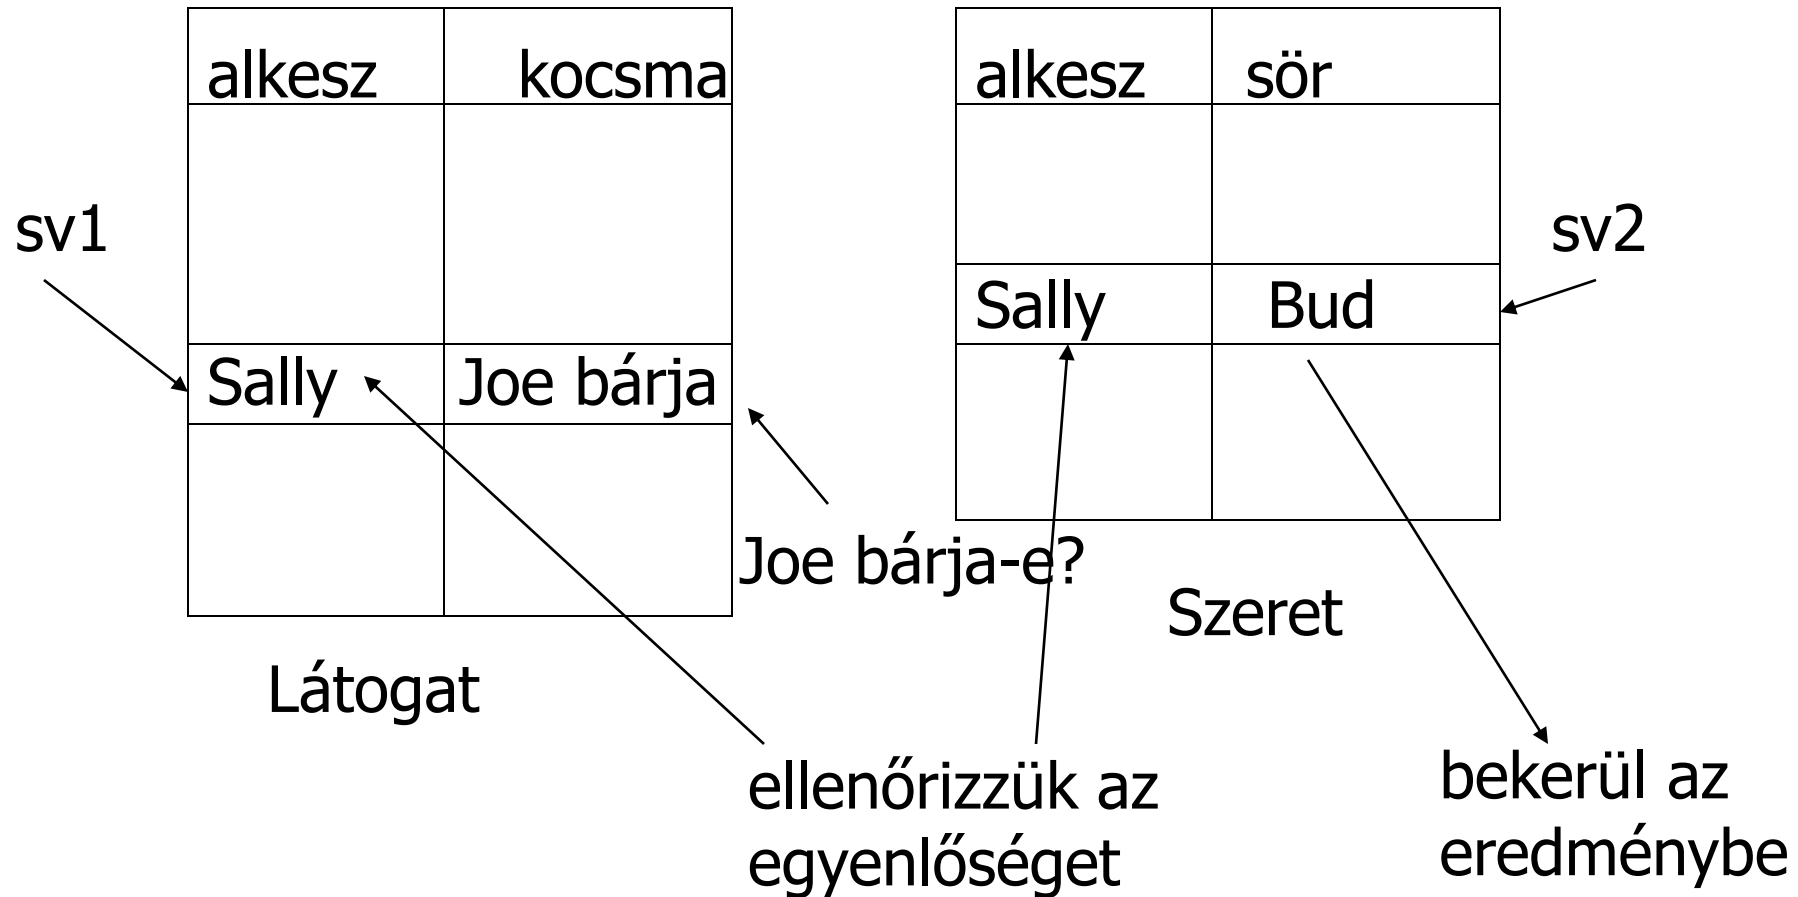 alkesz kocsma
alkesz sör
sv1
sv2
Sally Bud
Sally Joe bárja
Joe bárja-e?
Szeret
Látogat
ellenőrizzük az
egyenlőséget
bekerül az
eredménybe